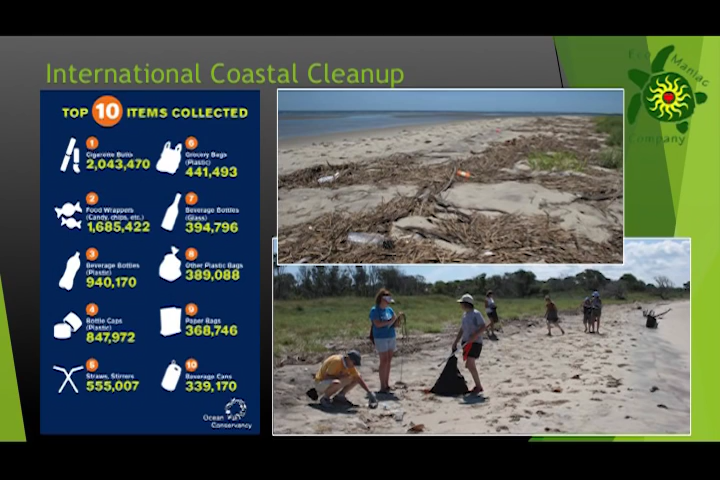 International Coastal Cleanup
Eco Maniac
Company
TOP 10 ITEMS COLLECTED
1
Cigarette Butts
2,043,470
2
Food Wrappers
(Candy, chips, etc.)
1,685,422
3
Beverage Bottles
(Plastic)
940,170
4
Bottle Caps
(Plastic)
847,972
5
Straws, Stirrers
555,007
6
Grocery Bags
(Plastic)
441,493
7
Beverage Bottles
(Glass)
394,796
8
Other Plastic Bags
389,088
9
Paper Bags
368,746
10
Beverage Cans
339,170
Ocean
Conservancy